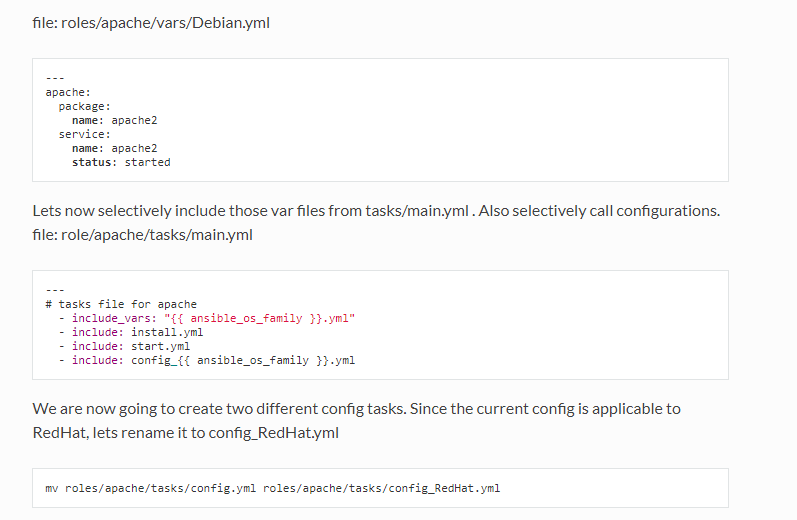 file: roles/apache/vars/Debian.yml
---
apache:
  package:
    name: apache2
  service:
    name: apache2
    status: started
Lets now selectively include those var files from tasks/main.yml . Also selectively call configurations.
file: role/apache/tasks/main.yml
---
# tasks file for apache
  - include_vars: "{{ ansible_os_family }}.yml"
  - include: install.yml
  - include: start.yml
  - include: config_{{ ansible_os_family }}.yml
We are now going to create two different config tasks. Since the current config is applicable to
RedHat, lets rename it to config_RedHat.yml
mv roles/apache/tasks/config.yml roles/apache/tasks/config_RedHat.yml